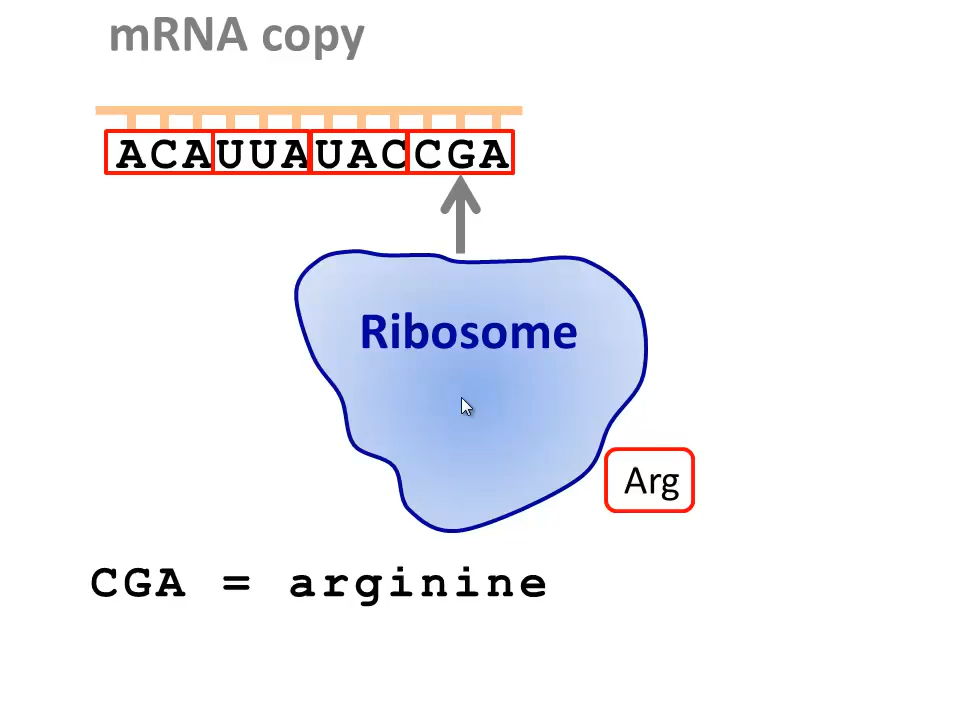 mRNA copy
ACAUUAUACCGA
Ribosome
Arg
CGA = arginine